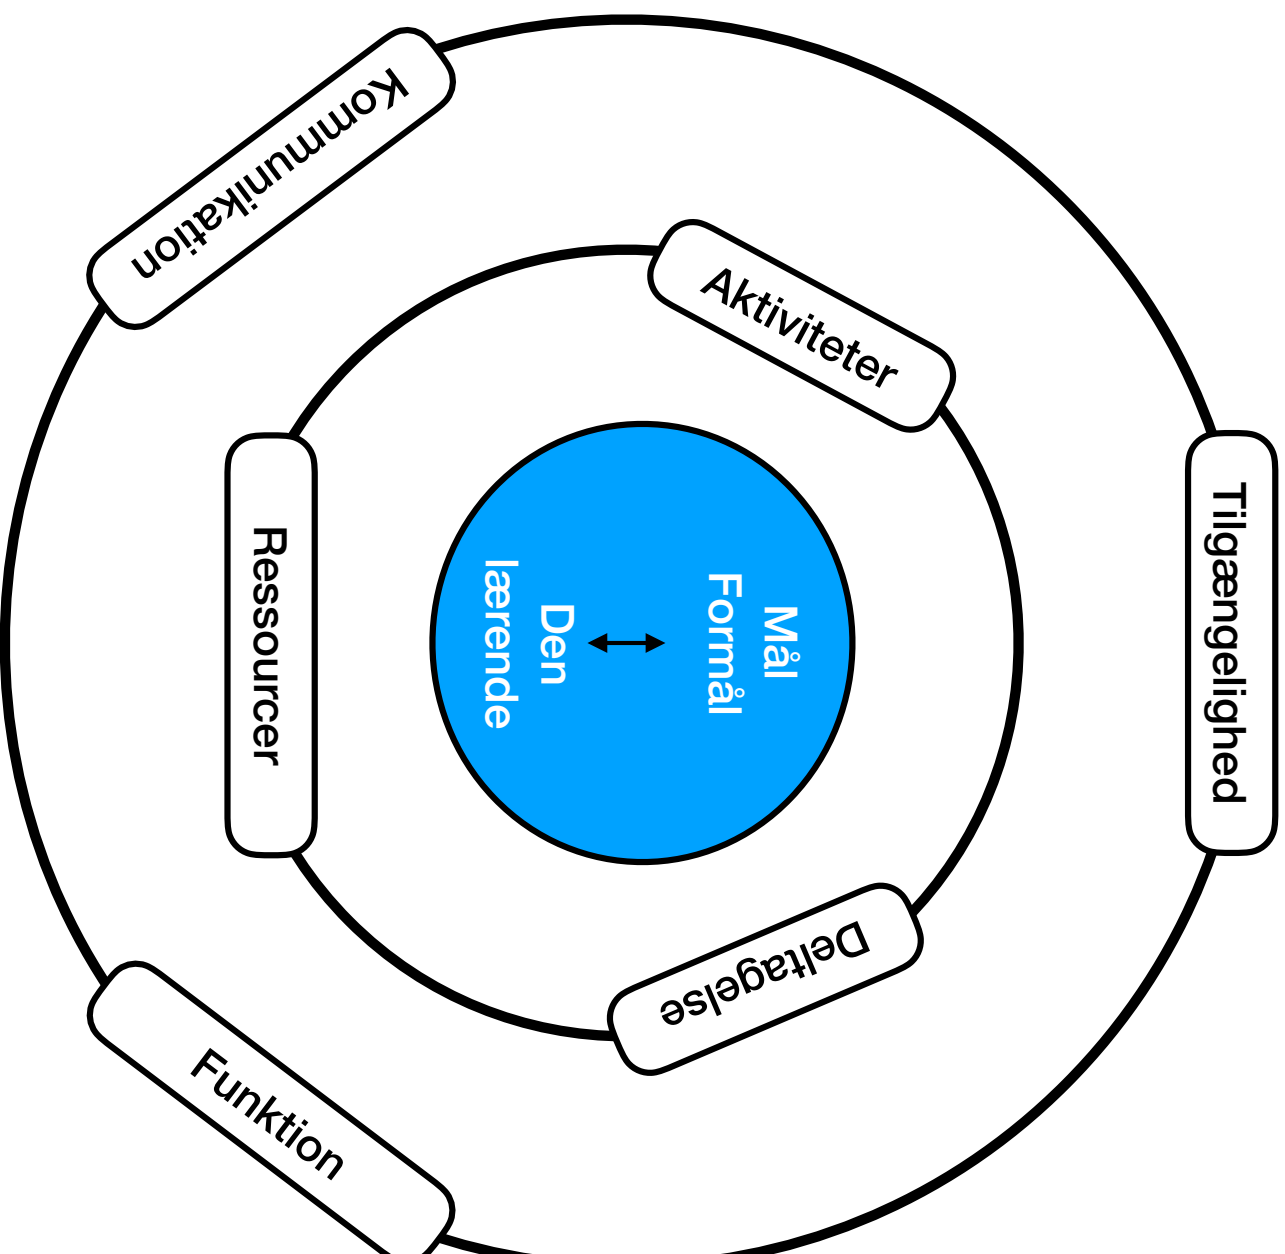 Tilgængelighed
Aktiviteter
Deltagelse
Mål
Formål
Den
lærende
Ressourcer
Kommunikation
Funktion